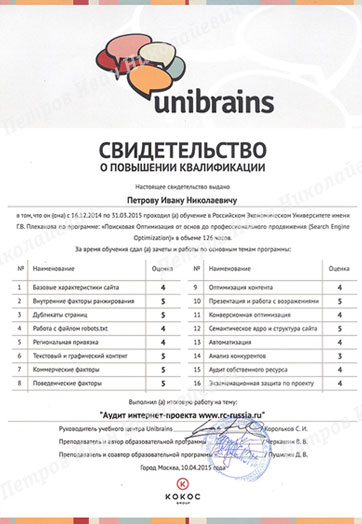 unibrains
СВИДЕТЕЛЬСТВО
О ПОВЫШЕНИИ КВАЛИФИКАЦИИ
Настоящее свидетельство выдано
Петрову Ивану Николаевичу
в том, что он (она) с 16.12.2014 по 31.03.2015 проходил (а) обучение в Российском Экономическом Университете имени
Г.В. Плеханова по программе: «Поисковая Оптимизация от основ до профессионального продвижения (Search Engine
Optimization)» в объеме 126 часов.
За время обучения сдал (а) зачеты и работы по основным темам программы:
№ Наименование Оценка № Наименование Оценка
1 Базовые характеристики сайта 4 9 Оптимизация контента 4
2 Внутренние факторы ранжирования 5 10 Презентация и работа с возражениями 5
3 Дубликаты страниц 5 11 Конверсионная оптимизация 4
4 Работа с файлом robots.txt 4 12 Семантическое ядро и структура сайта 5
5 Региональная привязка 4 13 Автоматизация 4
6 Текстовый и графический контент 5 14 Анализ конкурентов 3
7 Коммерческие факторы 5 15 Аудит собственного ресурса 4
8 Поведенческие факторы 5 16 Экзаменационная защита по проекту 4
Выполнил (а) итоговую работу на тему:
"Аудит интернет-проекта www.rc-russia.ru"
Руководитель учебного центра Unibrains Корольков С. И.
Преподаватель и автор образовательной программы В.
Преподаватель и соавтор образовательной программы Пушкин Д. В.
Город Москва, 10.04.2015 года
КОКОС
GROUP
Петров Иван Николаевич